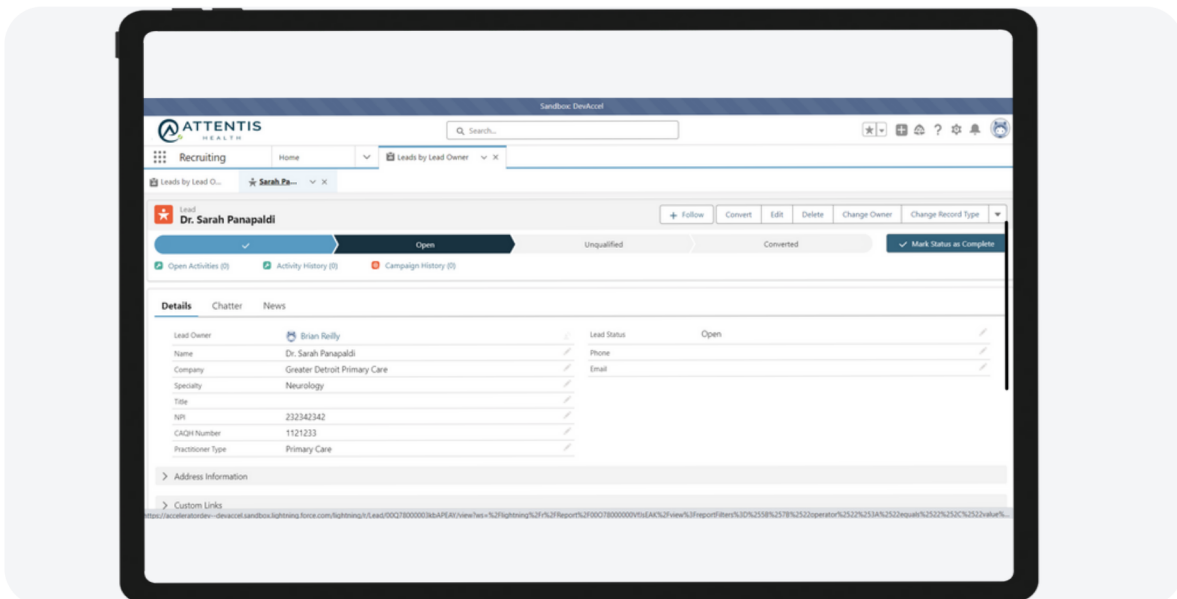 Sandbox: DevAccel
ATTENTIS
HEALTH
Search...
Recruiting Home Leads by Lead Owner
Leads by Lead O... Sarah Pa...
Lead
Dr. Sarah Panapaldi
+ Follow Convert Edit Delete Change Owner Change Record Type
Open Unqualified Converted Mark Status as Complete
Open Activities (0) Activity History (0) Campaign History (0)
Details Chatter News
Lead Owner Brian Reilly
Name Dr. Sarah Panapaldi
Company Greater Detroit Primary Care
Specialty Neurology
Title
NPI 232342342
CAQH Number 1121233
Practitioner Type Primary Care
Lead Status Open
Phone
Email
Address Information
Custom Links